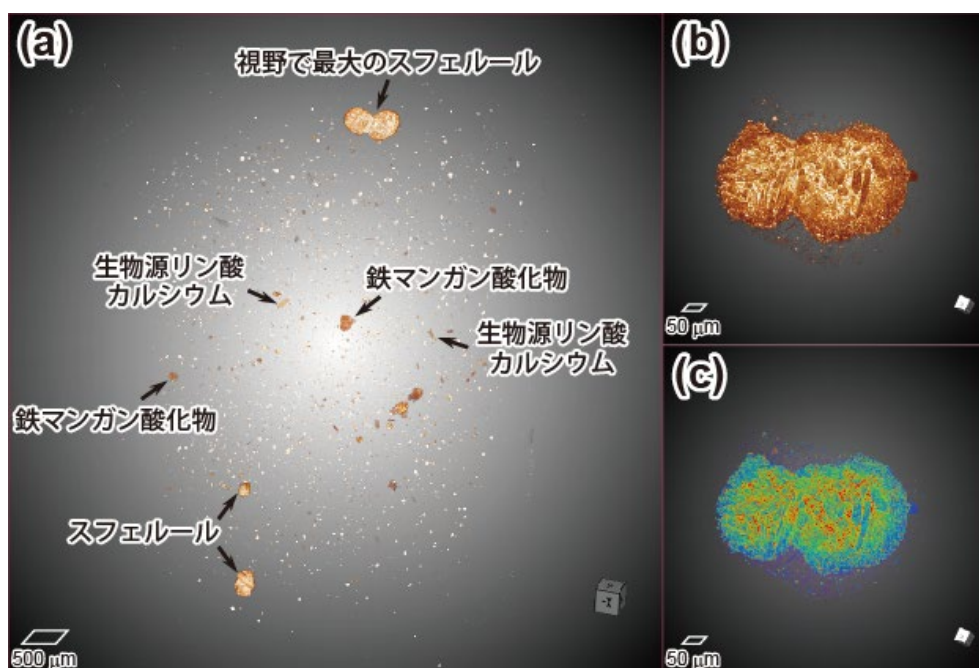 (a)
視野で最大のスフェルール
生物源リン酸
カルシウム
鉄マンガン酸化物
生物源リン酸
カルシウム
鉄マンガン酸化物
スフェルール
500 μm
(b)
50 μm
(c)
50 μm